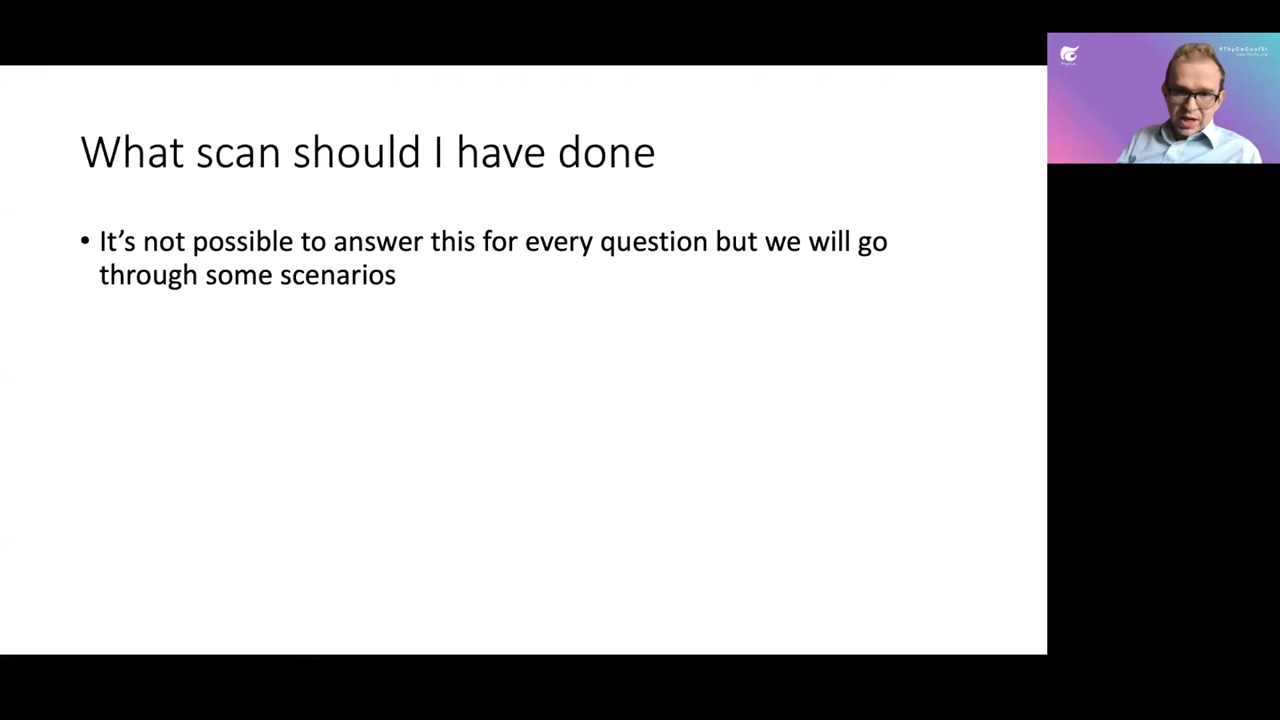 What scan should I have done
• It's not possible to answer this for every question but we will go
through some scenarios